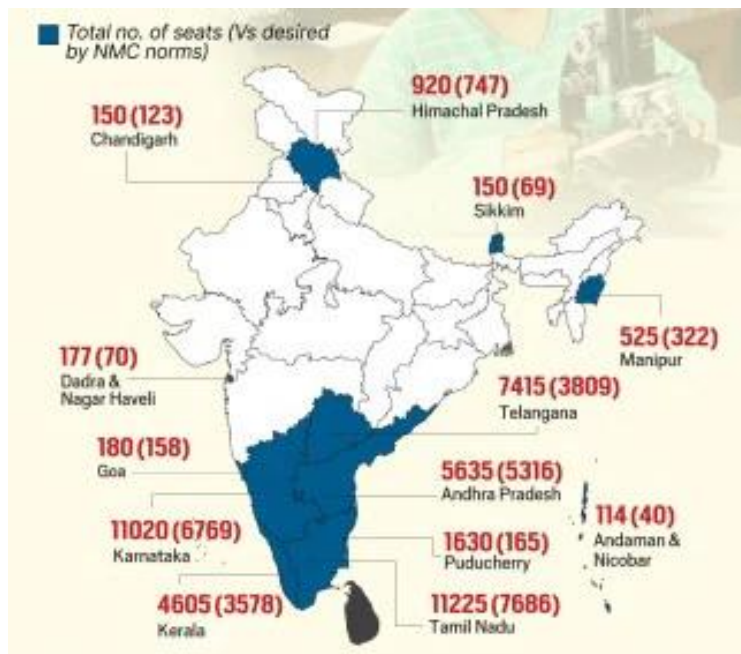 Total no. of seats (Vs desired
by NMC norms)
920 (747)
Himachal Pradesh
150 (123)
Chandigarh
150 (69)
Sikkim
525 (322)
Manipur
177 (70)
Dadra &
Nagar Haveli
7415 (3809)
Telangana
180 (158)
Goa
5635 (5316)
Andhra Pradesh
114 (40)
Andaman &
Nicobar
11020 (6769)
Karnataka
1630 (165)
Puducherry
4605 (3578)
Kerala
11225 (7686)
Tamil Nadu